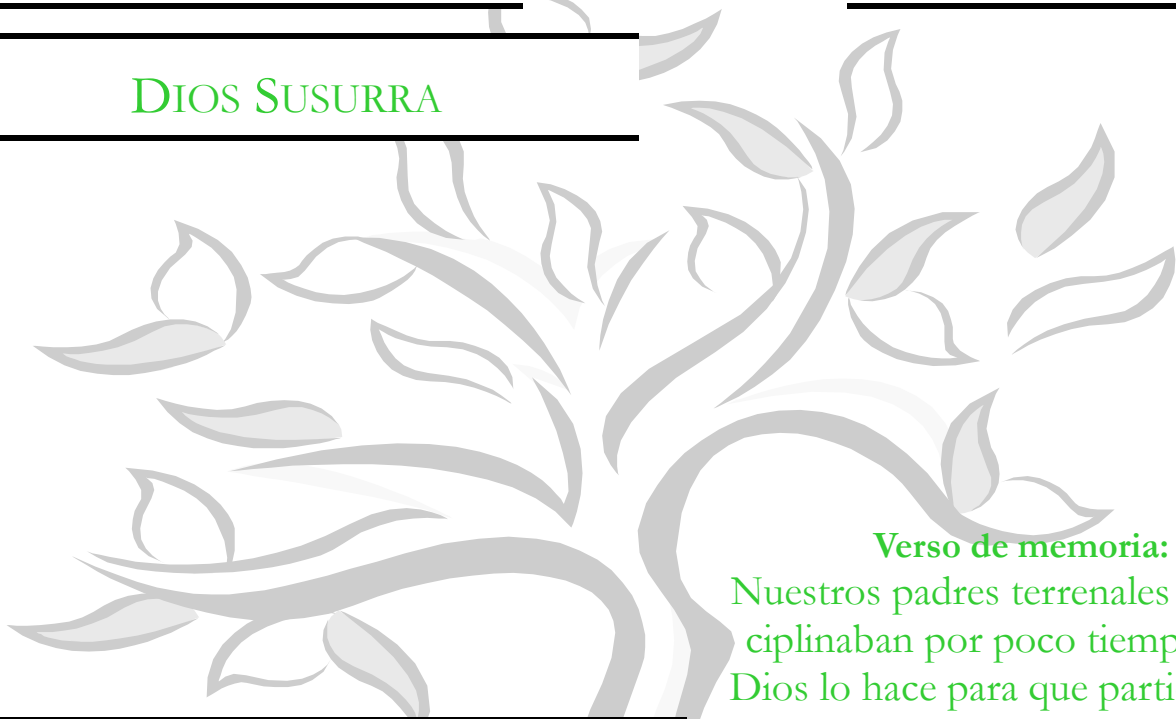 DIOS SUSURRA
Verso de memoria:
Nuestros padres terrenales
ciplinaban por poco
Dios lo hace para que